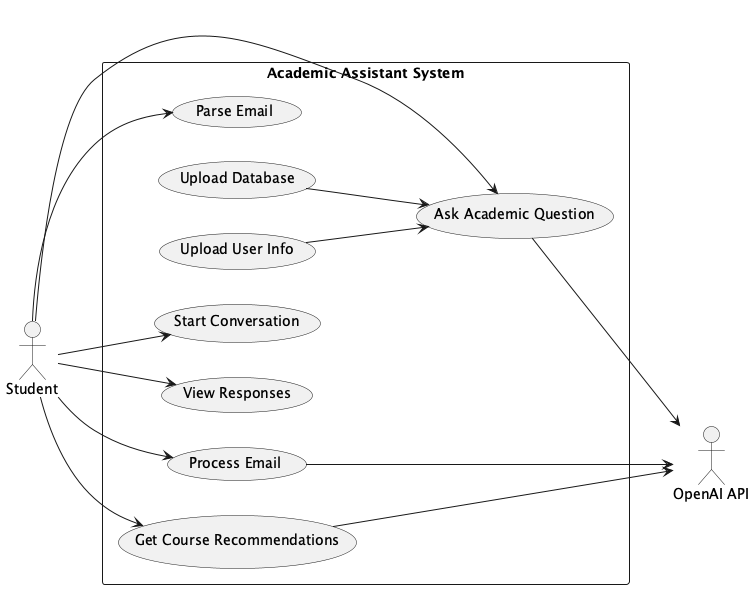 Academic Assistant System
Parse Email
Upload Database
Ask Academic Question
Upload User Info
Start Conversation
Student
View Responses
Process Email
OpenAI API
Get Course Recommendations